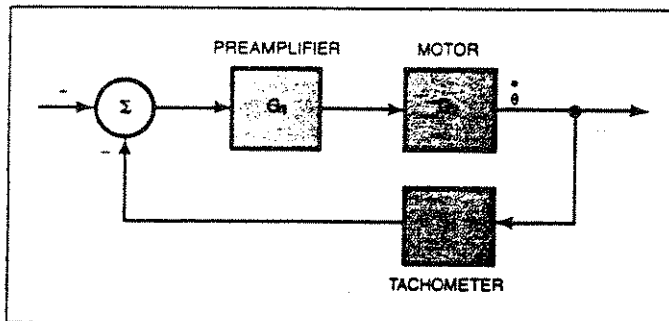 PREAMPLIFIER MOTOR
- Σ G₁ θ̇
-
TACHOMETER